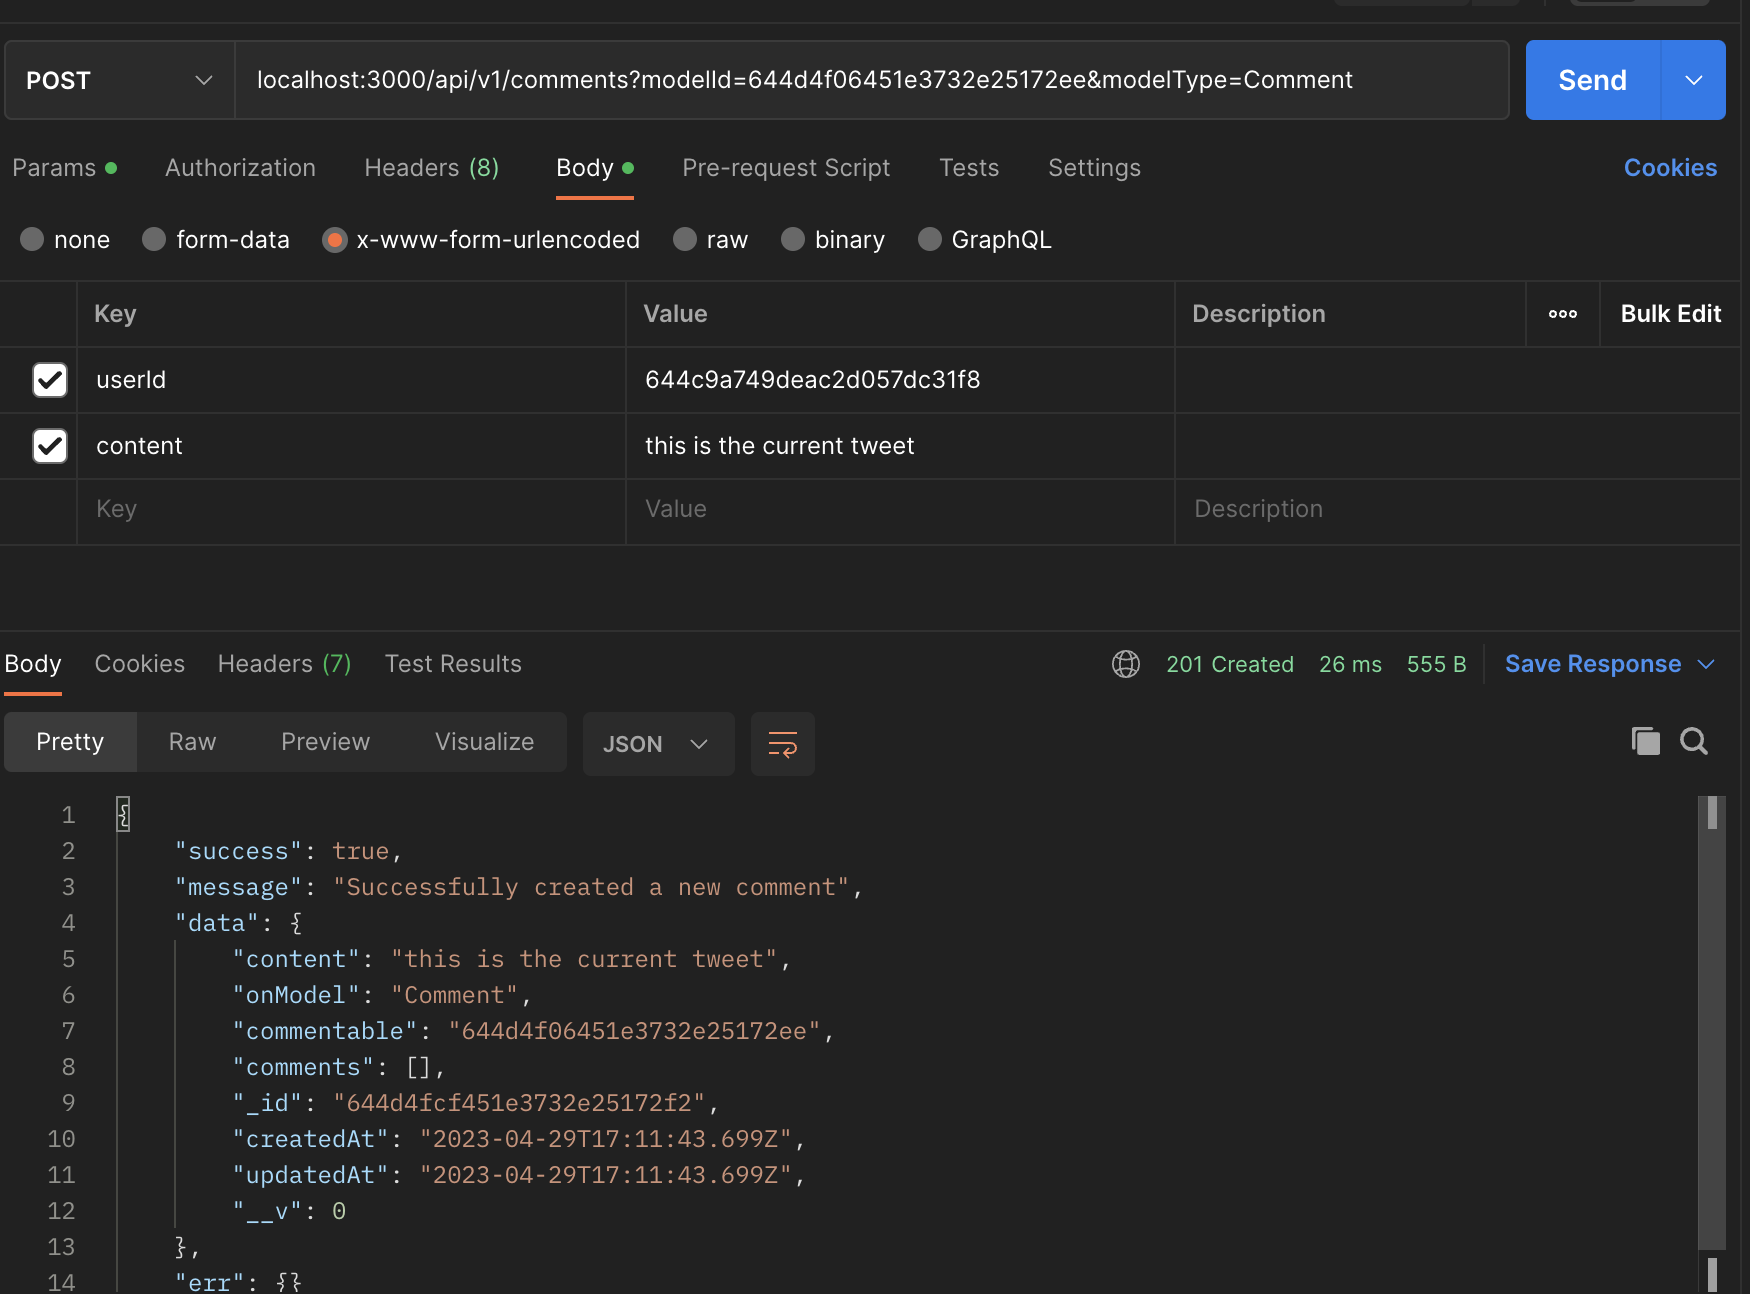 POST localhost:3000/api/v1/comments?modelId=644d4f06451e3732e25172ee&modelType=Comment Send
Params Authorization Headers (8) Body Pre-request Script Tests Settings Cookies
none form-data x-www-form-urlencoded raw binary GraphQL
Key Value Description Bulk Edit
userId 644c9a749deac2d057dc31f8
content this is the current tweet
Key Value Description
Body Cookies Headers (7) Test Results 201 Created 26 ms 555 B Save Response
Pretty Raw Preview Visualize JSON
1 {
2 "success": true,
3 "message": "Successfully created a new comment",
4 "data": {
5 "content": "this is the current tweet",
6 "onModel": "Comment",
7 "commentable": "644d4f06451e3732e25172ee",
8 "comments": [],
9 "_id": "644d4fcf451e3732e25172f2",
10 "createdAt": "2023-04-29T17:11:43.699Z",
11 "updatedAt": "2023-04-29T17:11:43.699Z",
12 "__v": 0
13 },
14 "err": {}